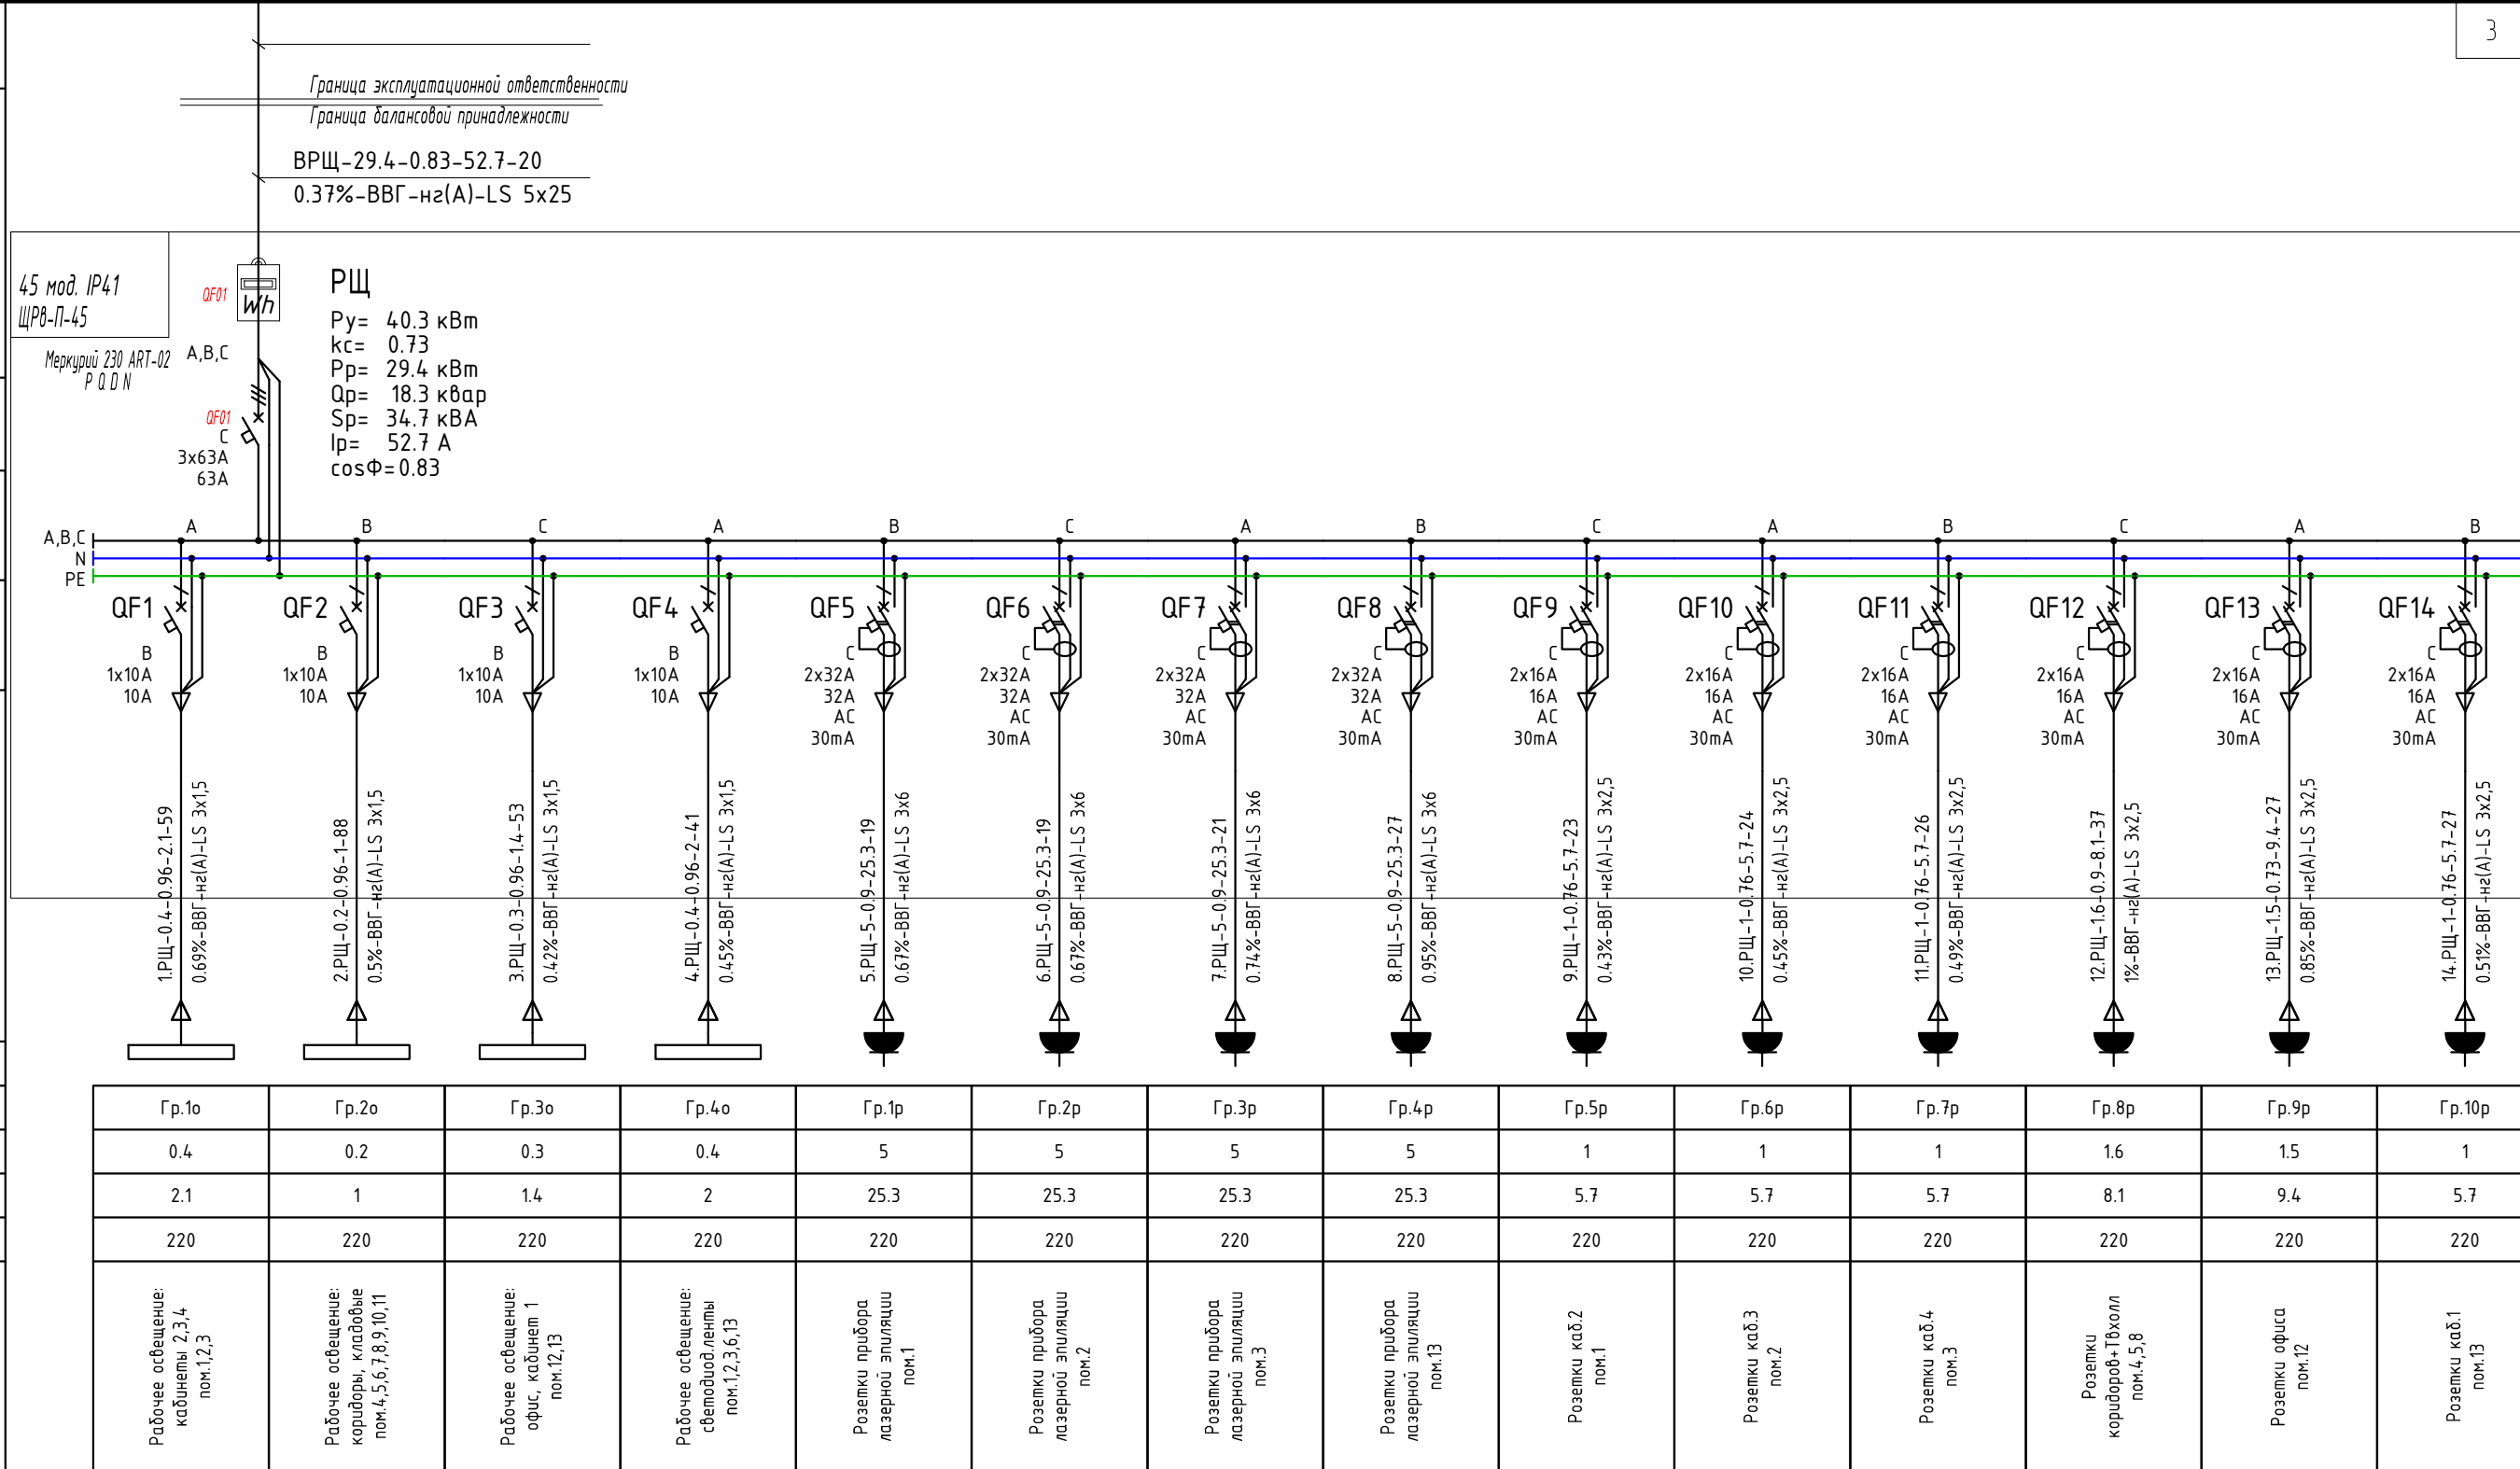 3
Граница эксплуатационной ответственности
Граница балансовой принадлежности
ВРЩ-29.4-0.83-52.7-20
0.37%-ВВГ-нг(А)-LS 5х25
45 мод. IP41
ЩРв-П-45
QF01
Wh
Меркурий 230 ART-02
P Q D N
A,B,C
РЩ
Ру= 40.3 кВт
kc= 0.73
Рр= 29.4 кВт
Qр= 18.3 квар
Sp= 34.7 кВА
Iр= 52.7 А
cosФ=0.83
QF01
C
3х63А
63А
A B C A B C A B C A B C A B
A,B,C
N
PE
QF1 QF2 QF3 QF4 QF5 QF6 QF7 QF8 QF9 QF10 QF11 QF12 QF13 QF14
B B B B C C C C C C C C C C
1х10А 1х10А 1х10А 1х10А 2х32А 2х32А 2х32А 2х32А 2х16А 2х16А 2х16А 2х16А 2х16А 2х16А
10А 10А 10А 10А 32А 32А 32А 32А 16А 16А 16А 16А 16А 16А
АС АС АС АС АС АС АС АС АС АС
30mA 30mA 30mA 30mA 30mA 30mA 30mA 30mA 30mA 30mA
1.РЩ-0.4-0.96-2.1-59
0.69%-ВВГ-нг(А)-LS 3х1,5
2.РЩ-0.2-0.96-1-88
0.5%-ВВГ-нг(А)-LS 3х1,5
3.РЩ-0.3-0.96-1.4-53
0.42%-ВВГ-нг(А)-LS 3х1,5
4.РЩ-0.4-0.96-2-41
0.45%-ВВГ-нг(А)-LS 3х1,5
5.РЩ-5-0.9-25.3-19
0.67%-ВВГ-нг(А)-LS 3х6
6.РЩ-5-0.9-25.3-19
0.67%-ВВГ-нг(А)-LS 3х6
7.РЩ-5-0.9-25.3-21
0.74%-ВВГ-нг(А)-LS 3х6
8.РЩ-5-0.9-25.3-27
0.95%-ВВГ-нг(А)-LS 3х6
9.РЩ-1-0.76-5.7-23
0.43%-ВВГ-нг(А)-LS 3х2,5
10.РЩ-1-0.76-5.7-24
0.45%-ВВГ-нг(А)-LS 3х2,5
11.РЩ-1-0.76-5.7-26
0.49%-ВВГ-нг(А)-LS 3х2,5
12.РЩ-1.6-0.9-8.1-37
1%-ВВГ-нг(А)-LS 3х2,5
13.РЩ-1.5-0.73-9.4-27
0.85%-ВВГ-нг(А)-LS 3х2,5
14.РЩ-1-0.76-5.7-27
0.51%-ВВГ-нг(А)-LS 3х2,5
Гр.1о Гр.2о Гр.3о Гр.4о Гр.1р Гр.2р Гр.3р Гр.4р Гр.5р Гр.6р Гр.7р Гр.8р Гр.9р Гр.10р
0.4 0.2 0.3 0.4 5 5 5 5 1 1 1 1.6 1.5 1
2.1 1 1.4 2 25.3 25.3 25.3 25.3 5.7 5.7 5.7 8.1 9.4 5.7
220 220 220 220 220 220 220 220 220 220 220 220 220 220
Рабочее освещение:
кабинеты 2,3,4
пом.1,2,3
Рабочее освещение:
коридоры, кладовые
пом.4,5,6,7,8,9,10,11
Рабочее освещение:
офис, кабинет 1
пом.12,13
Рабочее освещение:
светодиод.ленты
пом.1,2,3,6,13
Розетки прибора
лазерной эпиляции
пом.1
Розетки прибора
лазерной эпиляции
пом.2
Розетки прибора
лазерной эпиляции
пом.3
Розетки прибора
лазерной эпиляции
пом.13
Розетки каб.2
пом.1
Розетки каб.3
пом.2
Розетки каб.4
пом.3
Розетки
коридоров+ТВхолл
пом.4,5,8
Розетки офиса
пом.12
Розетки каб.1
пом.13